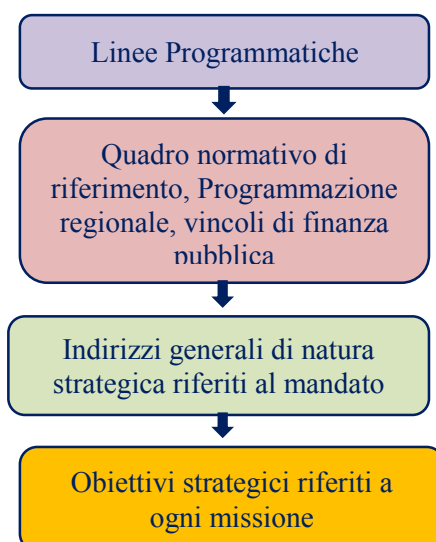 Linee Programmatiche
Quadro normativo di
riferimento, Programmazione
regionale, vincoli di finanza
pubblica
Indirizzi generali di natura
strategica riferiti al mandato
Obiettivi strategici riferiti a
ogni missione